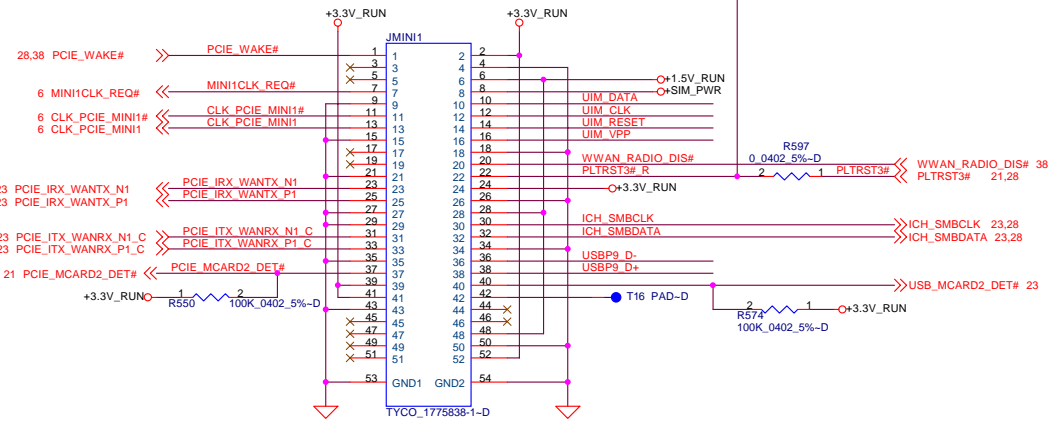 +3.3V_RUN +3.3V_RUN
JMINI1
28,38 PCIE_WAKE# PCIE_WAKE# 1 1 2 2
3 3 4 4
5 5 6 6 +1.5V_RUN
6 MINI1CLK_REQ# MINI1CLK_REQ# 7 7 8 8 +SIM_PWR
9 9 10 10 UIM_DATA
6 CLK_PCIE_MINI1# CLK_PCIE_MINI1# 11 11 12 12 UIM_CLK
6 CLK_PCIE_MINI1 CLK_PCIE_MINI1 13 13 14 14 UIM_RESET
15 15 16 16 UIM_VPP
17 17 18 18 R597
0_0402_5%~D
19 19 20 20 WWAN_RADIO_DIS# WWAN_RADIO_DIS# 38
21 21 22 22 PLTRST3#_R 2 1 PLTRST3# PLTRST3# 21,28
23 PCIE_IRX_WANTX_N1 PCIE_IRX_WANTX_N1 23 23 24 24 +3.3V_RUN
23 PCIE_IRX_WANTX_P1 PCIE_IRX_WANTX_P1 25 25 26 26
27 27 28 28
29 29 30 30 ICH_SMBCLK ICH_SMBCLK 23,28
23 PCIE_ITX_WANRX_N1_C PCIE_ITX_WANRX_N1_C 31 31 32 32 ICH_SMBDATA ICH_SMBDATA 23,28
23 PCIE_ITX_WANRX_P1_C PCIE_ITX_WANRX_P1_C 33 33 34 34
35 35 36 36 USBP9_D-
21 PCIE_MCARD2_DET# PCIE_MCARD2_DET# 37 37 38 38 USBP9_D+
39 39 40 40 USB_MCARD2_DET# 23
+3.3V_RUN 1 2 41 41 42 42 T16 PAD~D
R550 100K_0402_5%~D
43 43 44 44 2 1 +3.3V_RUN
R574
100K_0402_5%~D
45 45 46 46
47 47 48 48
49 49 50 50
51 51 52 52
53 GND1 GND2 54
TYCO_1775838-1~D